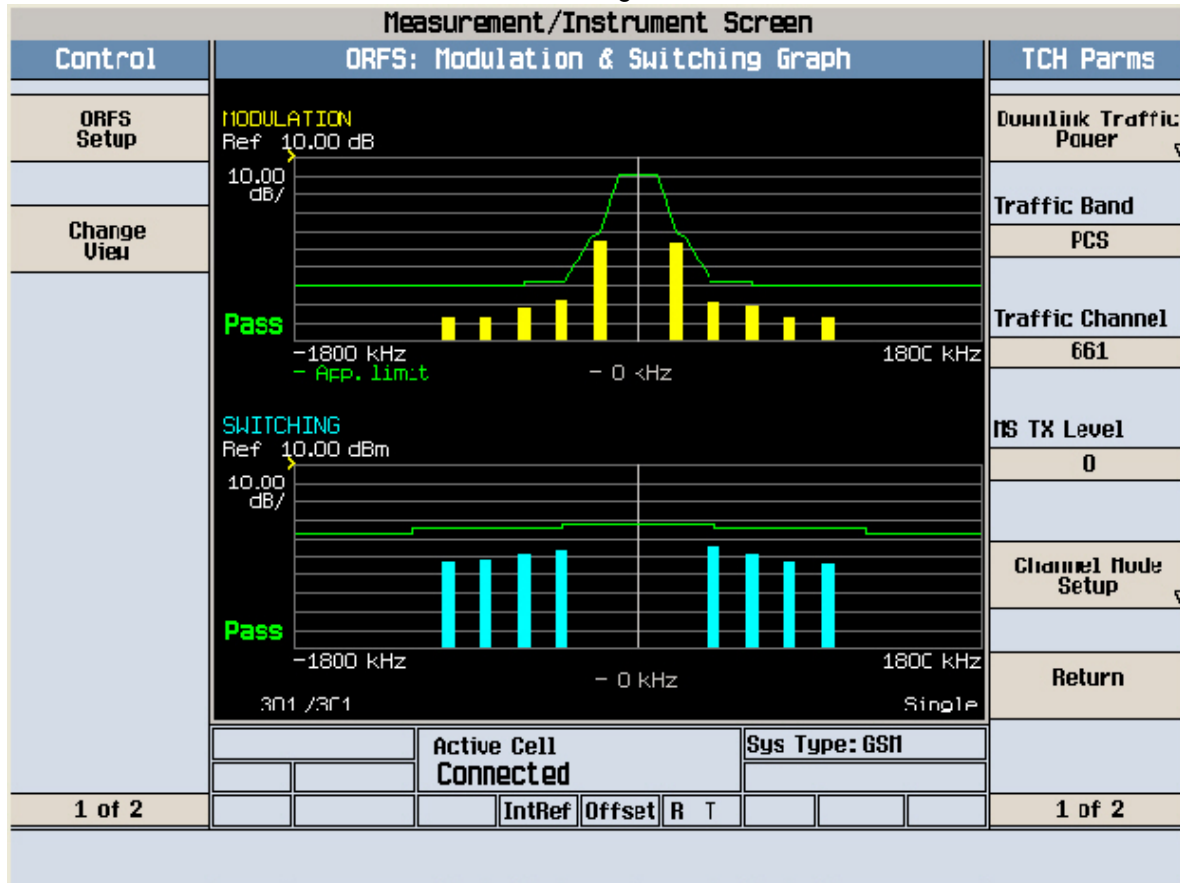 Measurement/Instrument Screen
Control
ORFS: Modulation & Switching Graph
TCH Parms
ORFS
Setup
Change
View
1 of 2
MODULATION
Ref 10.00 dB
10.00
dB/
Pass
-1800 kHz
1800 kHz
- App. limit
- 0 kHz
SWITCHING
Ref 10.00 dBm
10.00
dB/
Pass
-1800 kHz
1800 kHz
- 0 kHz
301 /301
Single
Active Cell
Connected
Sys Type: GSM
IntRef
Offset
R T
Downlink Traffic
Power
Traffic Band
PCS
Traffic Channel
661
MS TX Level
0
Channel Mode
Setup
Return
1 of 2